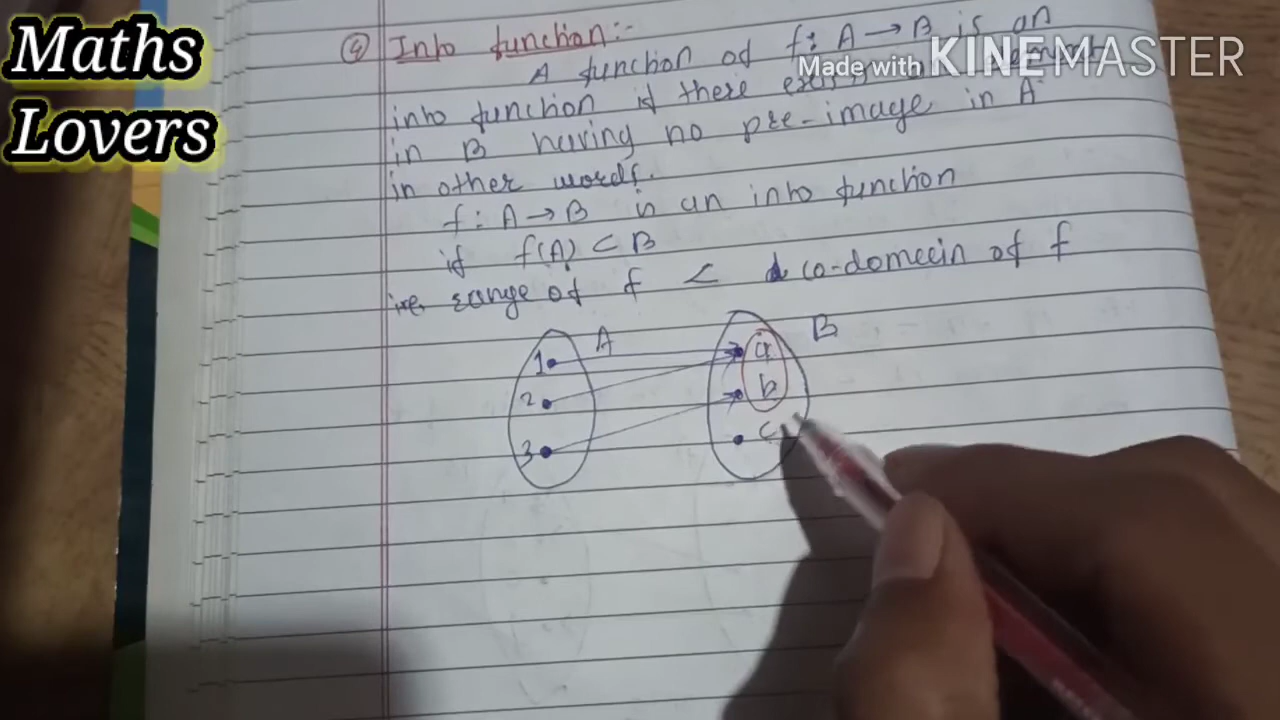 Maths
Lovers
Made with KINEMASTER
④ Into function:-
A function of f: A → B is an
into function if there exists
in B having no pre-image in A
in other words.
f: A → B is an into function
if f(A) ⊂ B
range of f < co-domain of f
A B
1 a
2 b
3 c